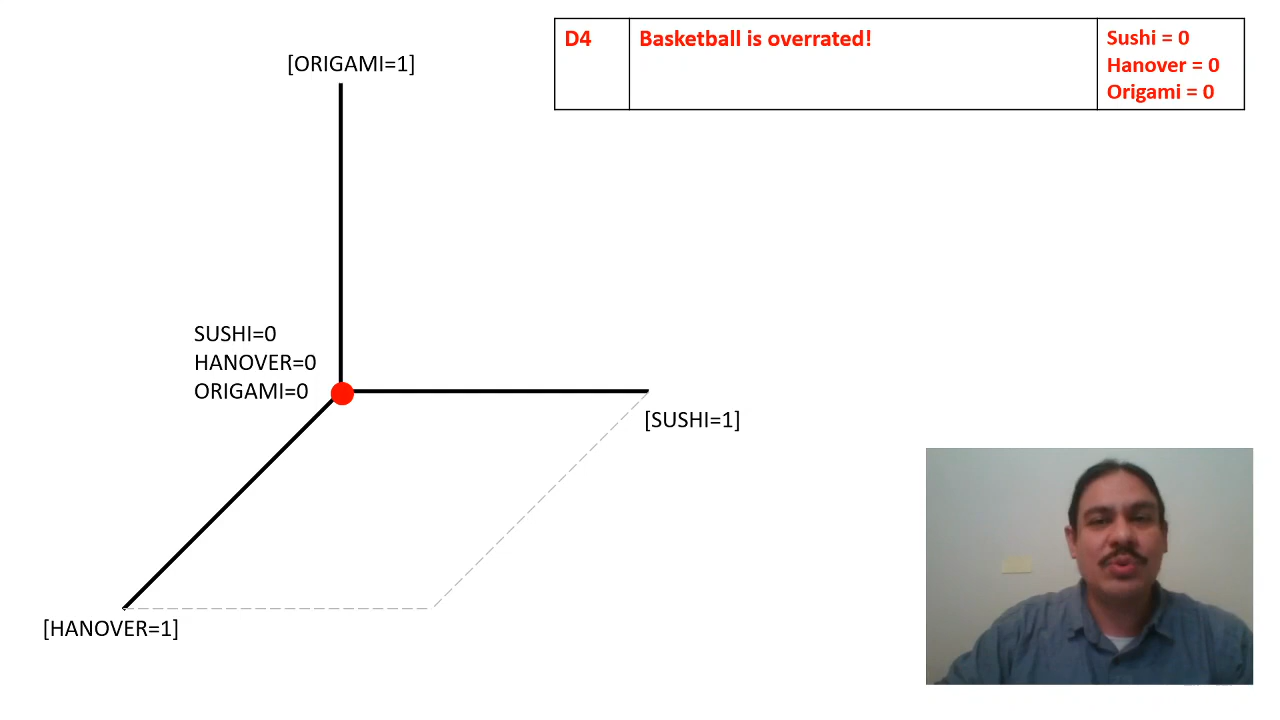 [ORIGAMI=1]
D4
Basketball is overrated!
Sushi = 0
Hanover = 0
Origami = 0
SUSHI=0
HANOVER=0
ORIGAMI=0
[SUSHI=1]
[HANOVER=1]